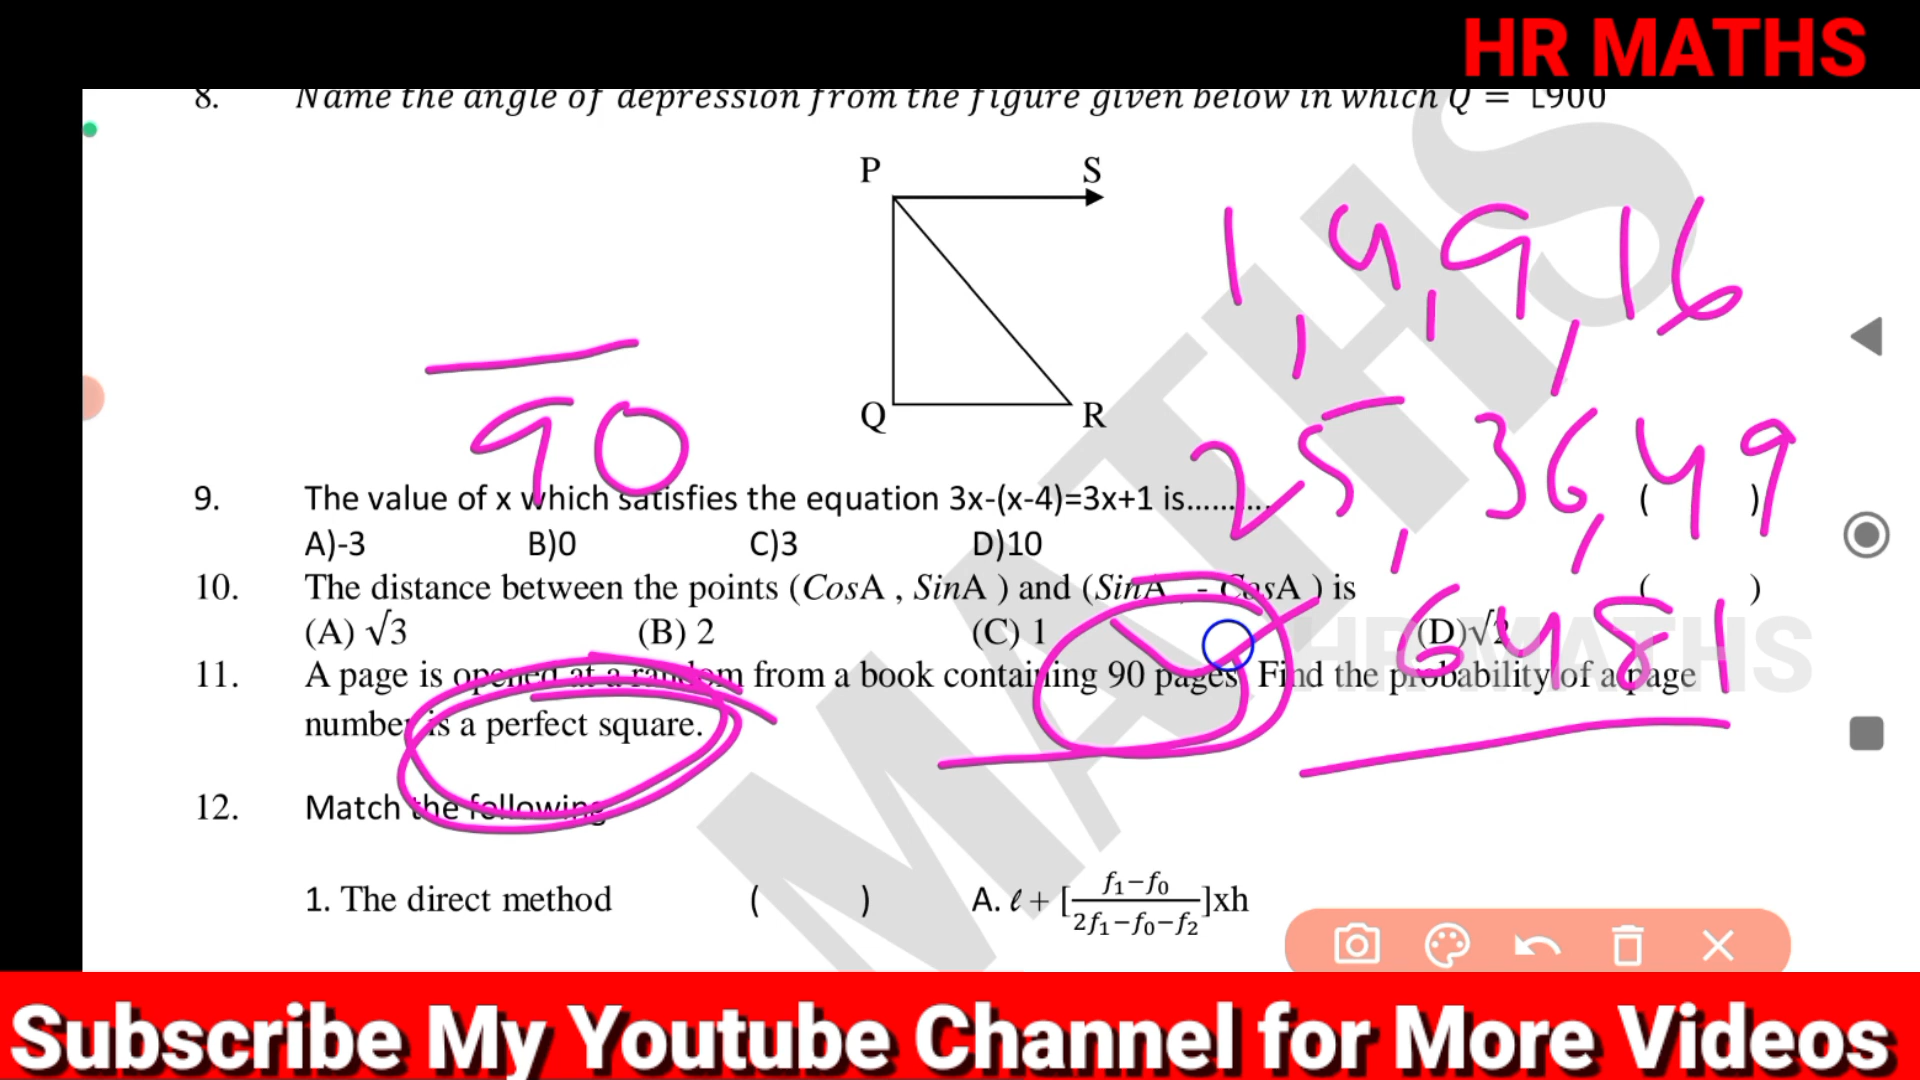 HR MATHS
8. Name the angle of depression from the figure given below in which Q = ⌊900
P S
Q R
1, 4, 9, 16
25, 36, 49
64 81
90
9. The value of x which satisfies the equation 3x-(x-4)=3x+1 is........... ( )
A)-3 B)0 C)3 D)10
10. The distance between the points (CosA , SinA ) and (SinA , - CosA ) is ( )
(A) √3 (B) 2 (C) 1 (D)√2
11. A page is opened at a random from a book containing 90 pages. Find the probability of a page
number is a perfect square.
12. Match the following
1. The direct method ( ) A. ℓ + [f₁−f₀/2f₁−f₀−f₂]xh
MATHS
HR MATHS
Subscribe My Youtube Channel for More Videos